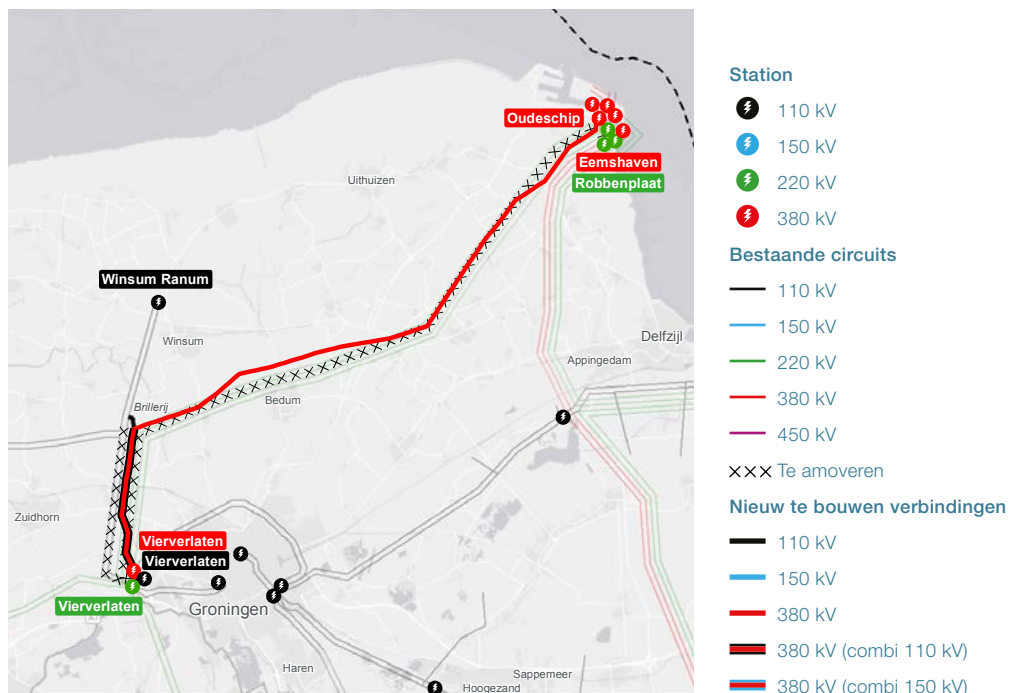 Oudeschip
Eemshaven
Robbenplaat
Uithuizen
Winsum Ranum
Winsum
Delfzijl
Appingedam
Bedum
Brillerij
Zuidhorn
Vierverlaten
Vierverlaten
Vierverlaten
Groningen
Haren
Sappemeer
Hoogezand
Station
110 kV
150 kV
220 kV
380 kV
Bestaande circuits
110 kV
150 kV
220 kV
380 kV
450 kV
Te amoveren
Nieuw te bouwen verbindingen
110 kV
150 kV
380 kV
380 kV (combi 110 kV)
380 kV (combi 150 kV)